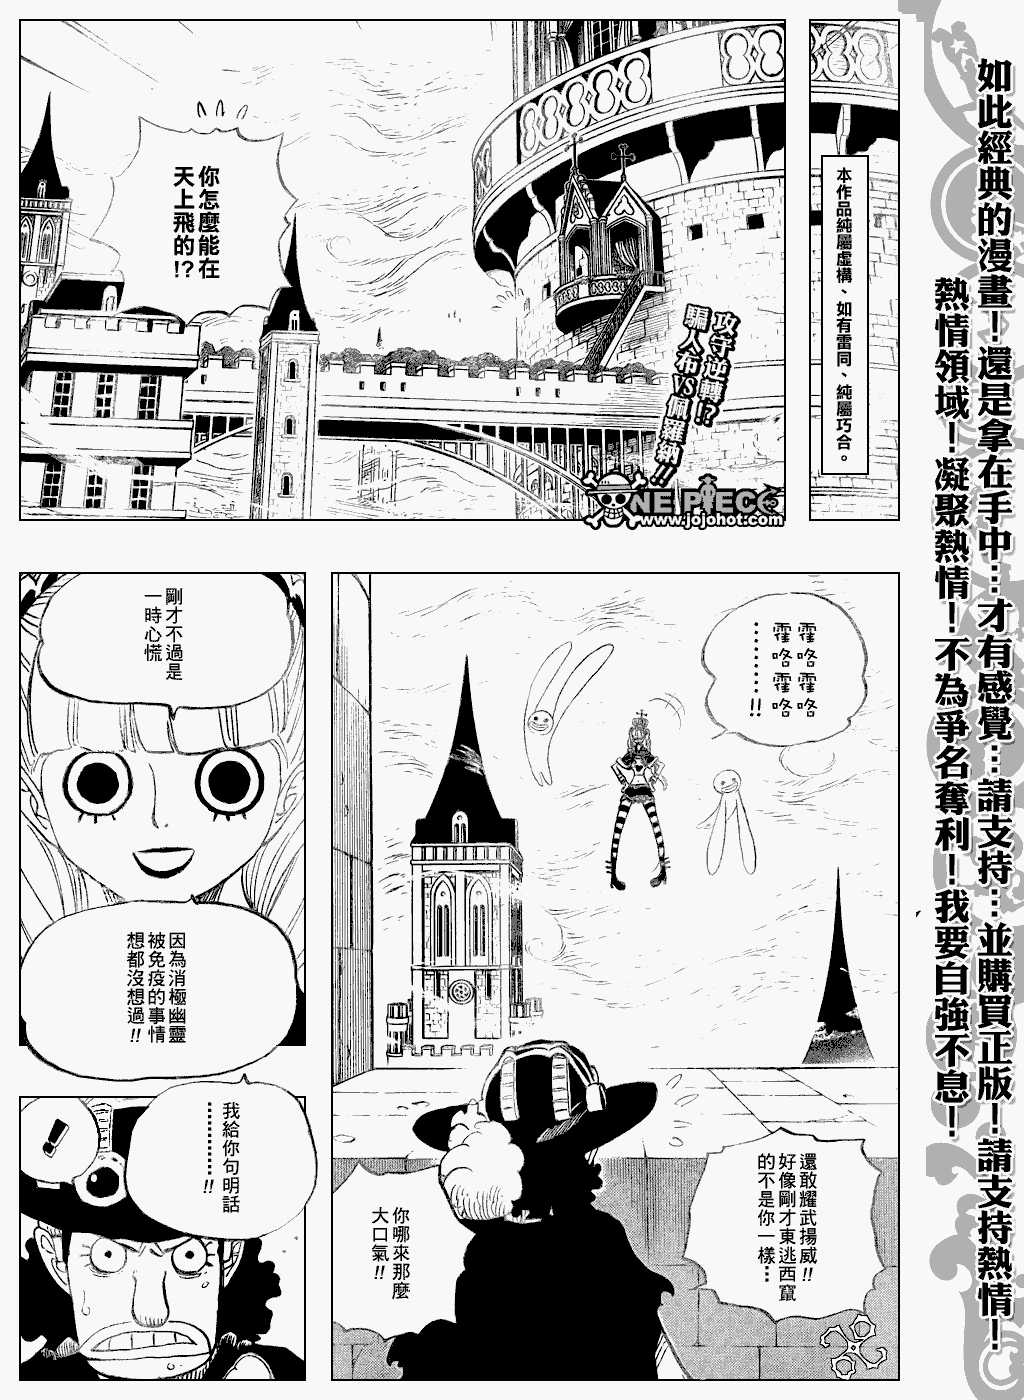 如此經典的漫畫！還是拿在手中…才有感覺…請支持…並購買正版！請支持熱情！
熱情領域！凝聚熱情！不為爭名奪利！我要自強不息！
本作品純屬虛構、如有雷同、純屬巧合。
你怎麼能在
天上飛的!?
攻守逆轉!?
騙人布VS佩羅納!!
ONE PIECE
www.jojohot.com
霍咯霍咯
霍咯霍咯
………!!
還敢耀武揚威!!
好像剛才東逃西竄
的不是你一樣…
你哪來那麼
大口氣!!
剛才不過是
一時心慌
因為消極幽靈
被免疫的事情
想都沒想過!!
我給你句明話
…………!!
!